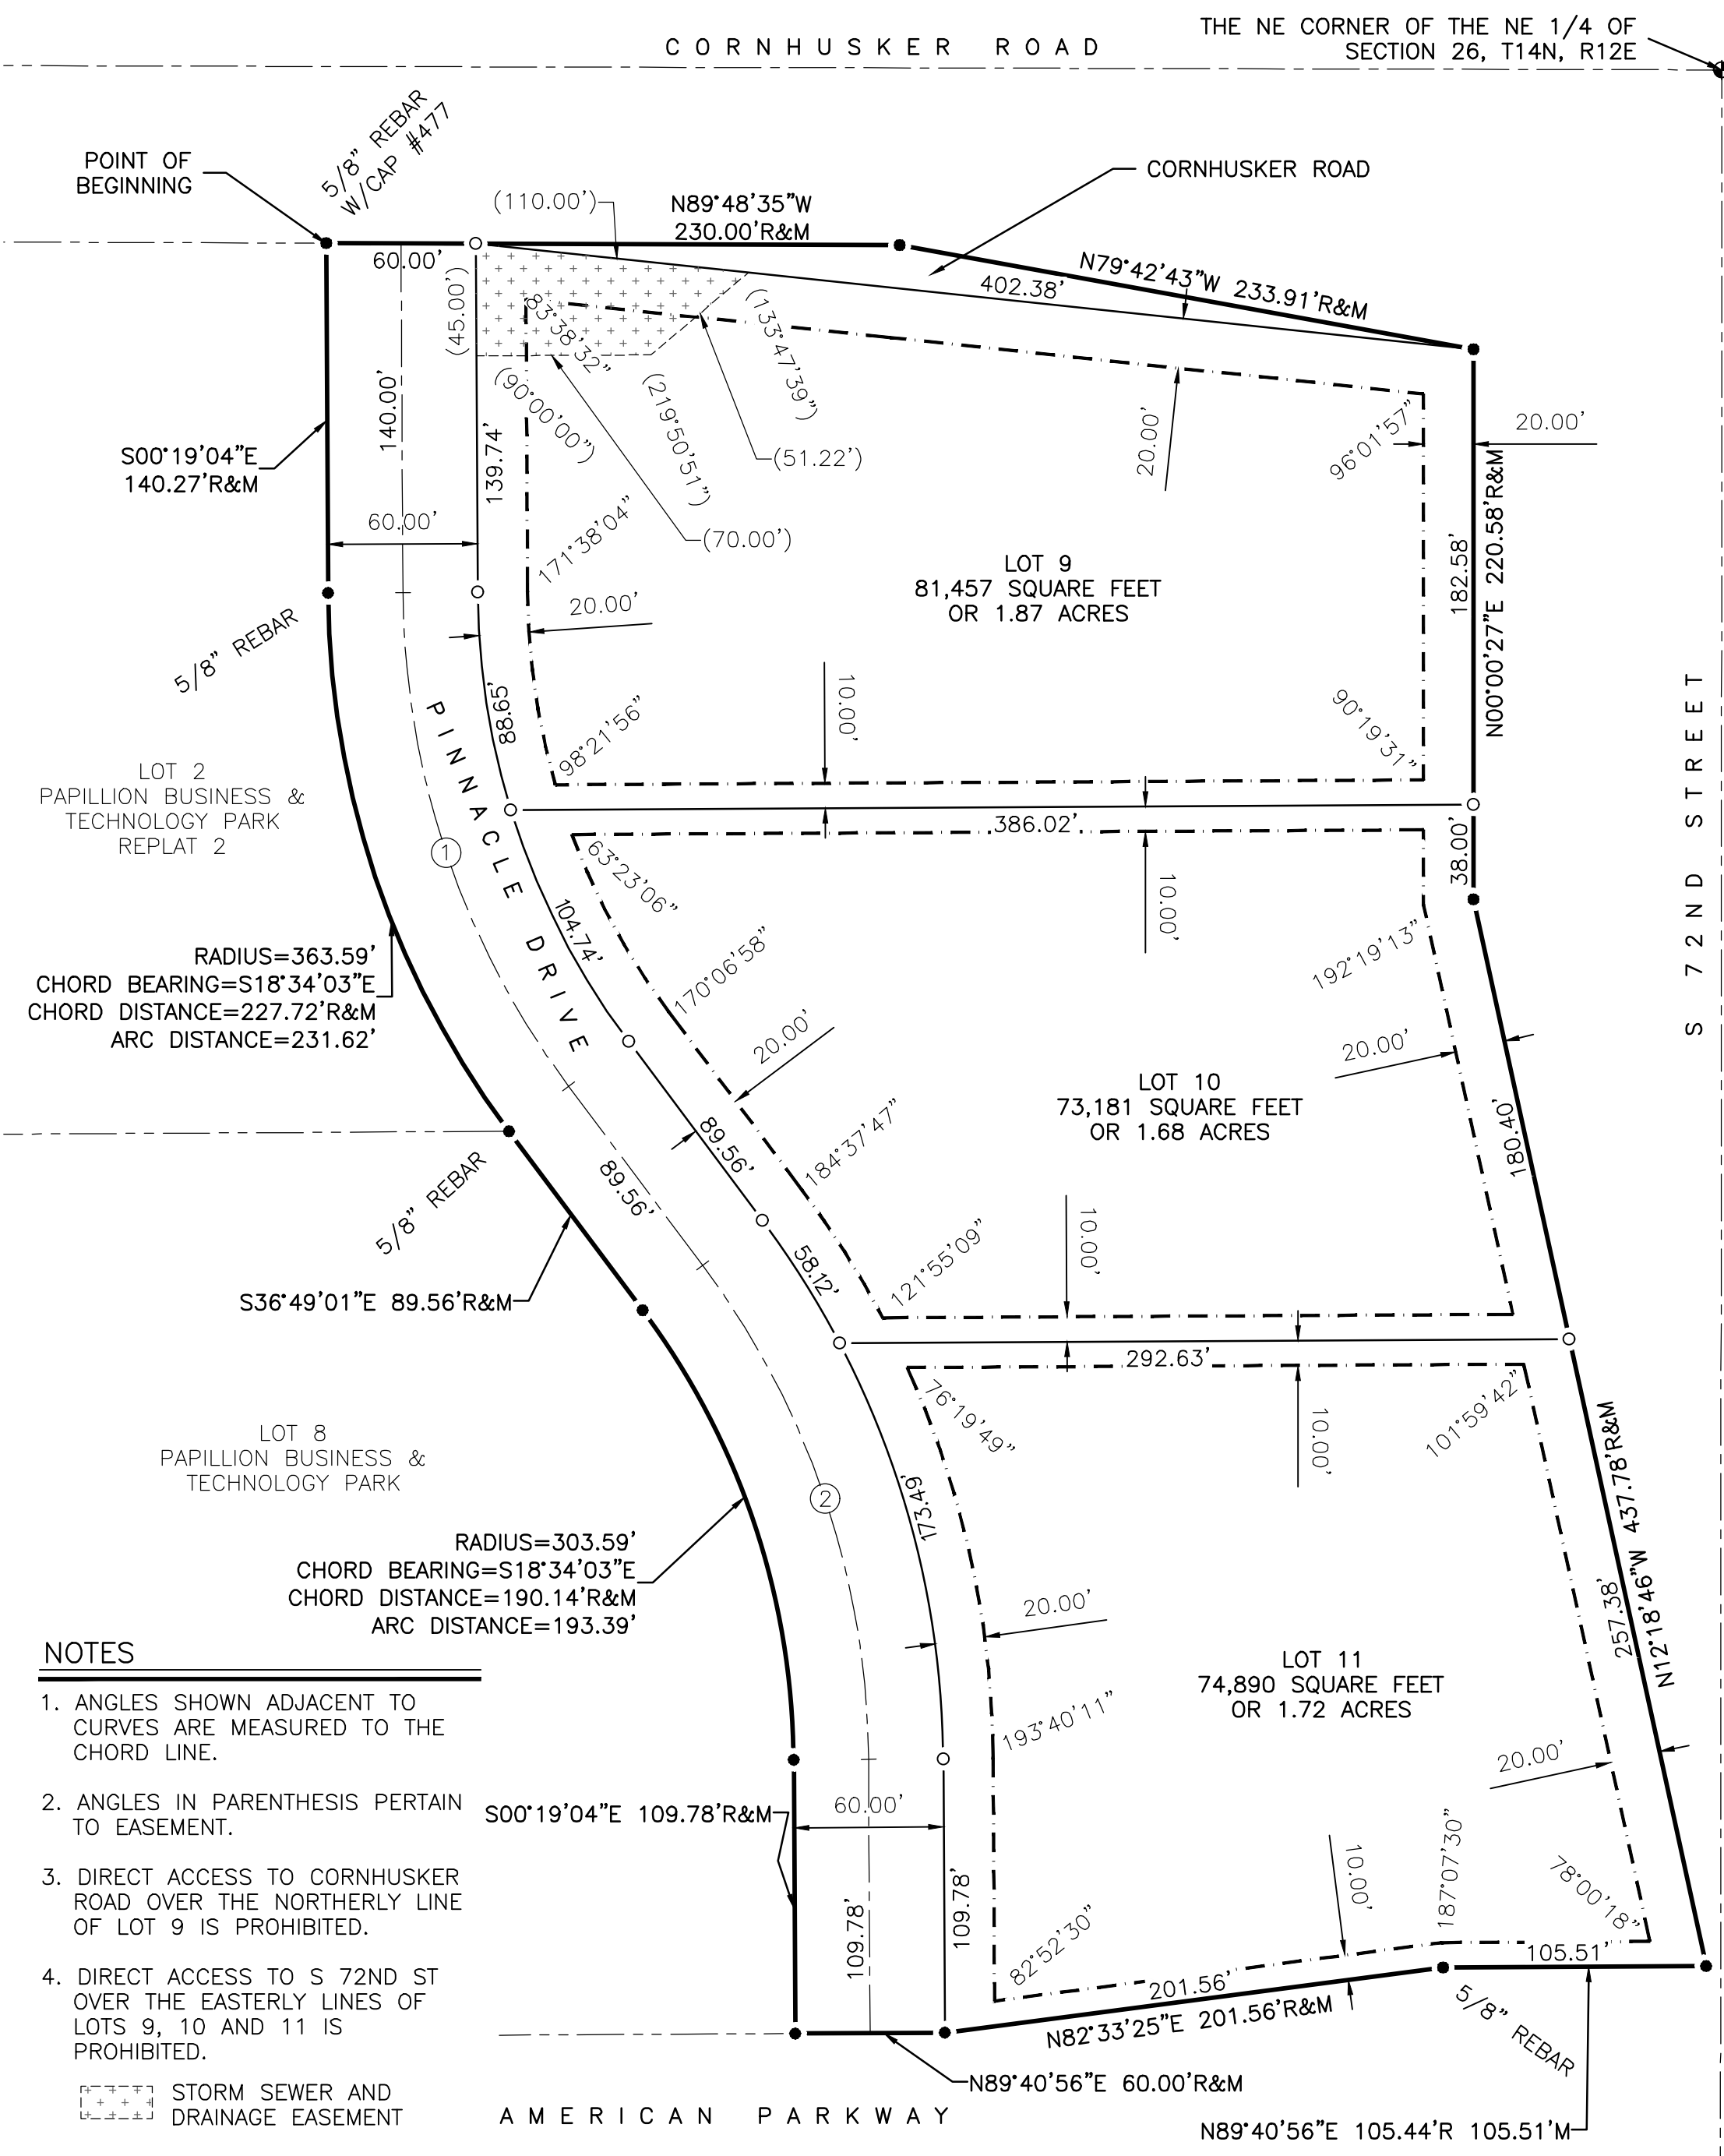 CORNHUSKER ROAD
THE NE CORNER OF THE NE 1/4 OF
SECTION 26, T14N, R12E
5/8" REBAR
W/CAP #477
POINT OF
BEGINNING
CORNHUSKER ROAD
(110.00')
N89°48'35"W
230.00'R&M
60.00'
N79°42'43"W 233.91'R&M
402.38'
(45.00')
83°38'32"
(133°47'39")
140.00'
(90°00'00")
(219°50'51")
20.00'
96°01'57"
20.00'
S00°19'04"E
140.27'R&M
139.74'
(51.22')
60.00'
(70.00')
171°38'04"
N00°00'27"E 220.58'R&M
182.58'
LOT 9
81,457 SQUARE FEET
OR 1.87 ACRES
20.00'
5/8" REBAR
88.65'
10.00'
98°21'56"
90°19'31"
S 72ND STREET
PINNACLE DRIVE
LOT 2
PAPILLION BUSINESS &
TECHNOLOGY PARK
REPLAT 2
1
386.02'
38.00'
63°23'06"
10.00'
104.74'
170°06'58"
192°19'13"
RADIUS=363.59'
CHORD BEARING=S18°34'03"E
CHORD DISTANCE=227.72'R&M
ARC DISTANCE=231.62'
20.00'
20.00'
LOT 10
73,181 SQUARE FEET
OR 1.68 ACRES
180.40'
89.56'
184°37'47"
89.56'
5/8" REBAR
121°55'09"
10.00'
58.12'
S36°49'01"E 89.56'R&M
292.63'
76°19'49"
10.00'
101°59'42"
N12°18'46"W 437.78'R&M
LOT 8
PAPILLION BUSINESS &
TECHNOLOGY PARK
2
173.49'
RADIUS=303.59'
CHORD BEARING=S18°34'03"E
CHORD DISTANCE=190.14'R&M
ARC DISTANCE=193.39'
20.00'
257.38'
LOT 11
74,890 SQUARE FEET
OR 1.72 ACRES
193°40'11"
20.00'
S00°19'04"E 109.78'R&M
60.00'
10.00'
187°07'30"
78°00'18"
109.78'
109.78'
82°52'30"
201.56'
105.51'
N82°33'25"E 201.56'R&M
5/8" REBAR
N89°40'56"E 60.00'R&M
N89°40'56"E 105.44'R 105.51'M
AMERICAN PARKWAY
NOTES
1. ANGLES SHOWN ADJACENT TO
CURVES ARE MEASURED TO THE
CHORD LINE.
2. ANGLES IN PARENTHESIS PERTAIN
TO EASEMENT.
3. DIRECT ACCESS TO CORNHUSKER
ROAD OVER THE NORTHERLY LINE
OF LOT 9 IS PROHIBITED.
4. DIRECT ACCESS TO S 72ND ST
OVER THE EASTERLY LINES OF
LOTS 9, 10 AND 11 IS
PROHIBITED.
STORM SEWER AND
DRAINAGE EASEMENT